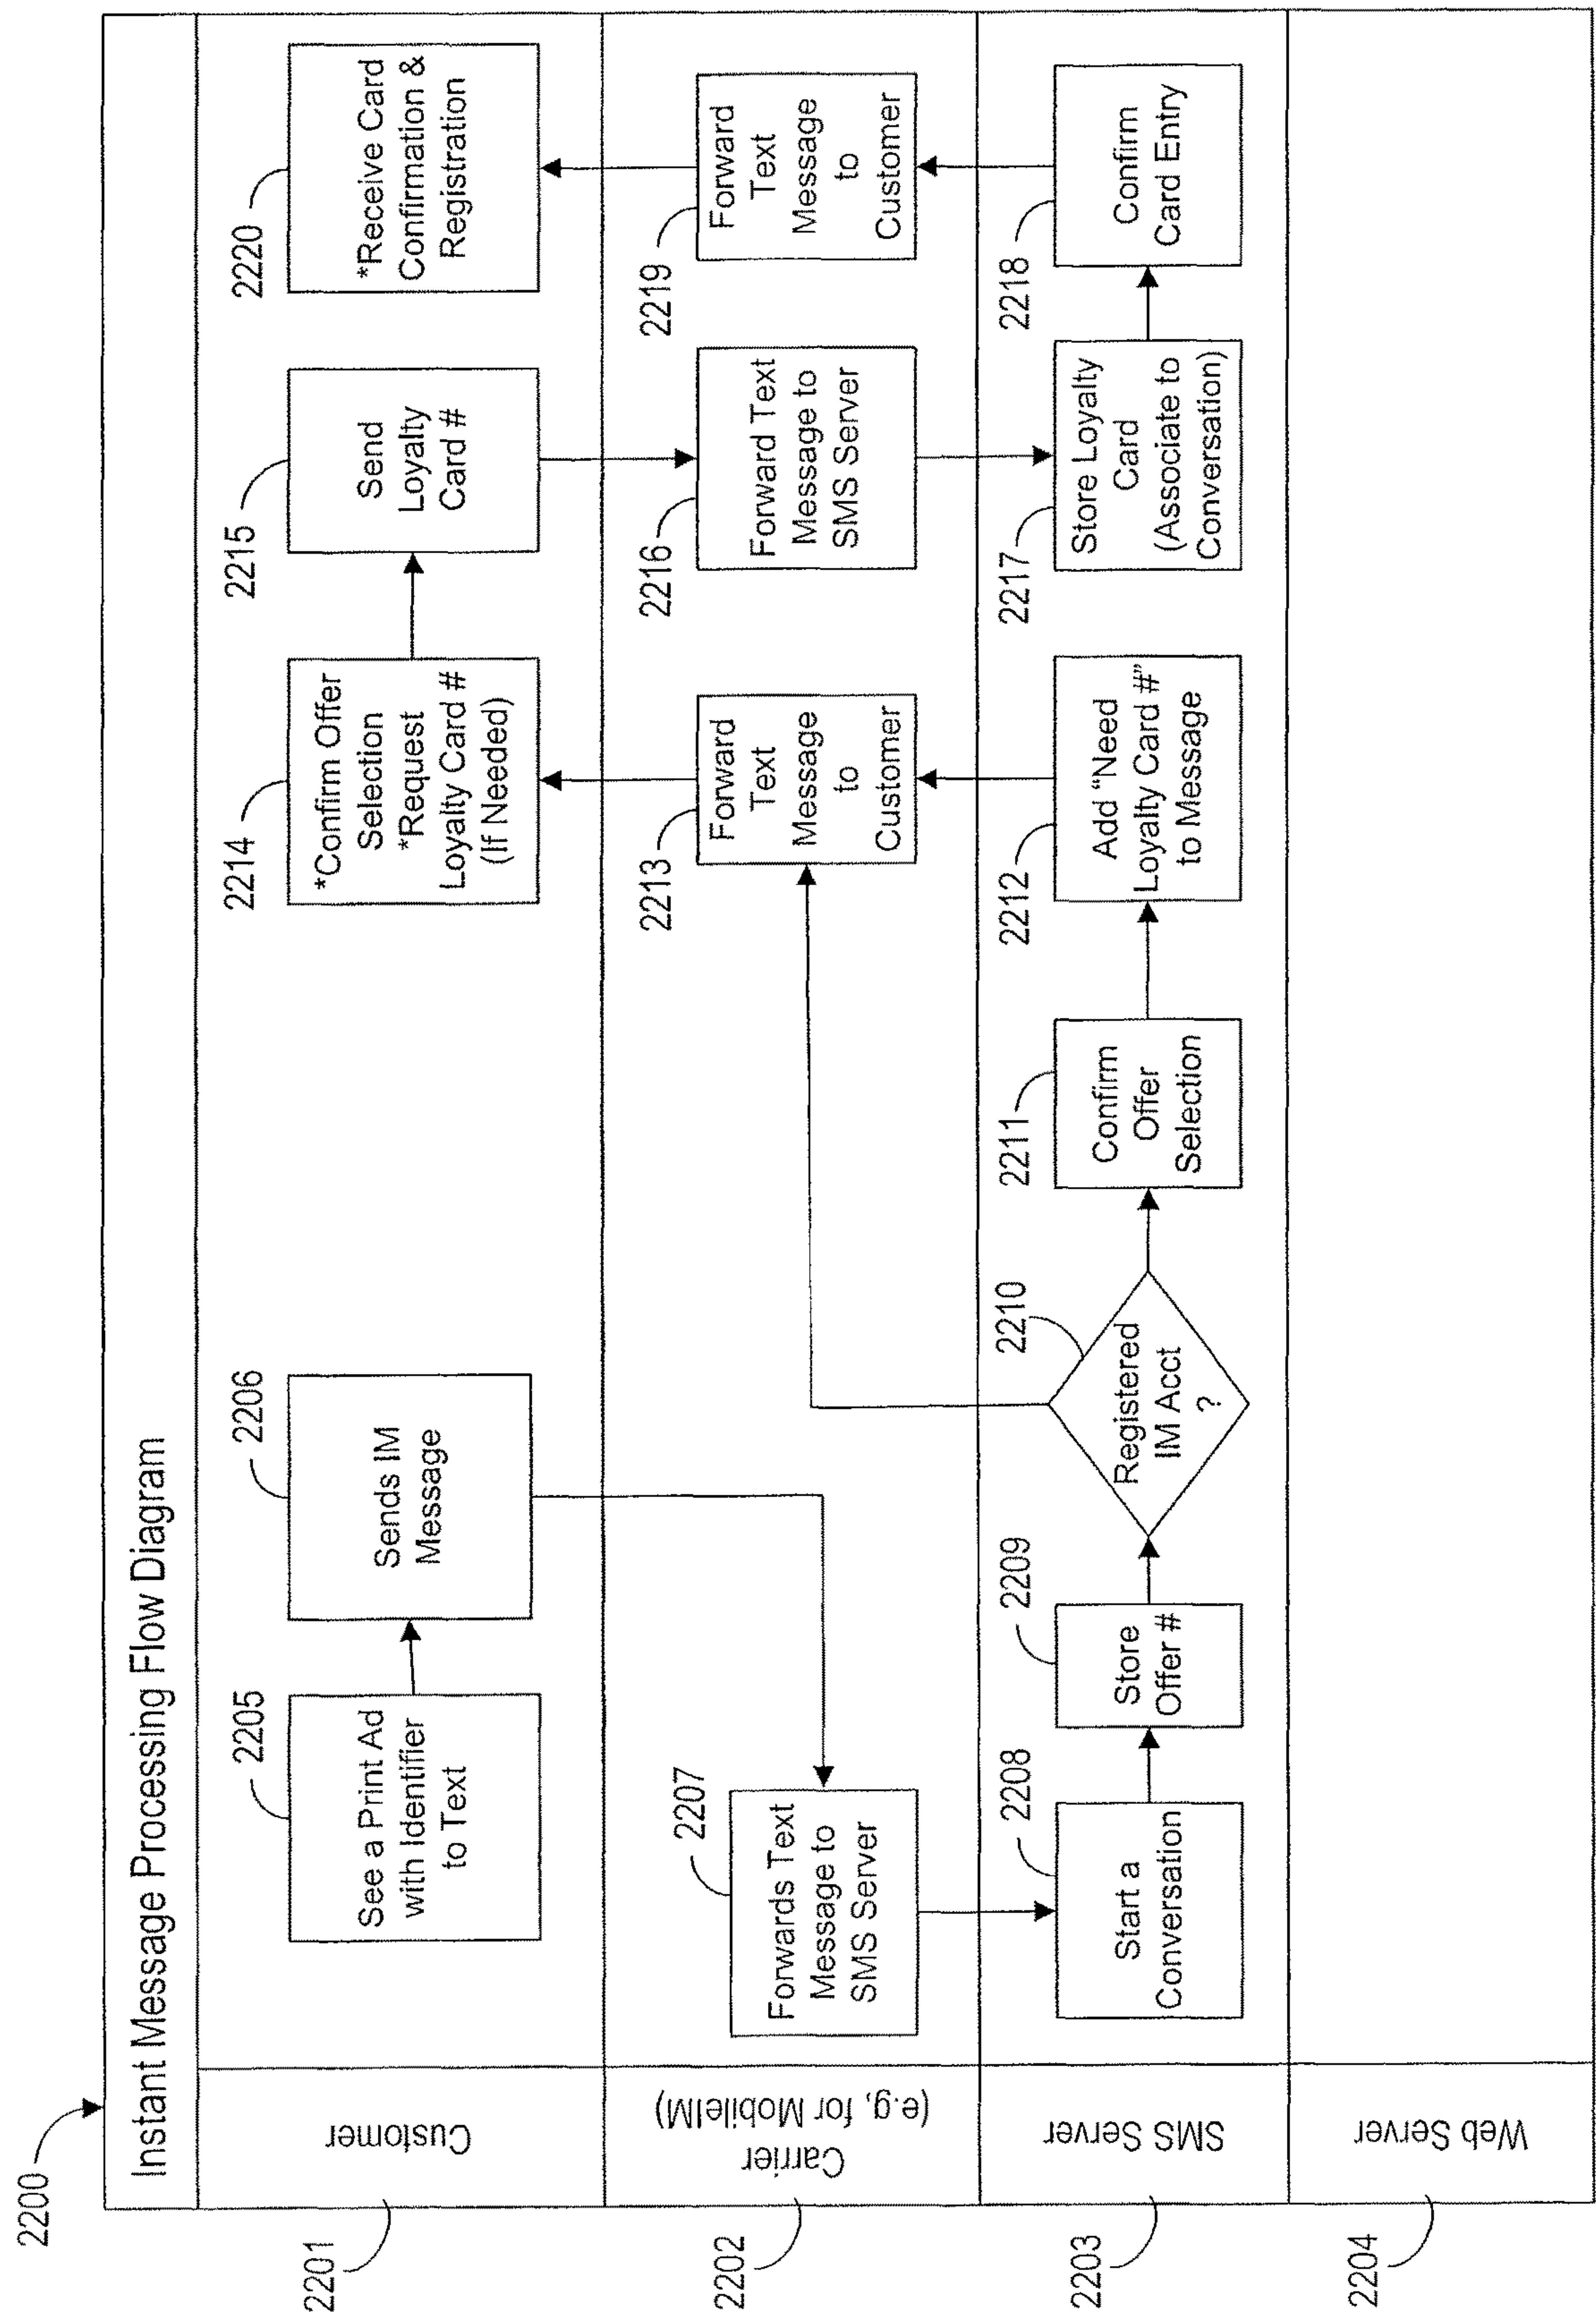 2200
Instant Message Processing Flow Diagram
2201
Customer
2205
See a Print Ad
with Identifier
to Text
2206
Sends IM
Message
2214
*Confirm Offer
Selection
*Request
Loyalty Card #
(If Needed)
2215
Send
Loyalty
Card #
2220
*Receive Card
Confirmation &
Registration
2202
Carrier
(e.g, for MobileIM)
2207
Forwards Text
Message to
SMS Server
2213
Forward
Text
Message
to
Customer
2216
Forward Text
Message to
SMS Server
2219
Forward
Text
Message
to
Customer
2203
SMS Server
2208
Start a
Conversation
2209
Store
Offer #
2210
Registered
IM Acct
?
2211
Confirm
Offer
Selection
2212
Add "Need
Loyalty Card #"
to Message
2217
Store Loyalty
Card
(Associate to
Conversation)
2218
Confirm
Card Entry
2204
Web Server